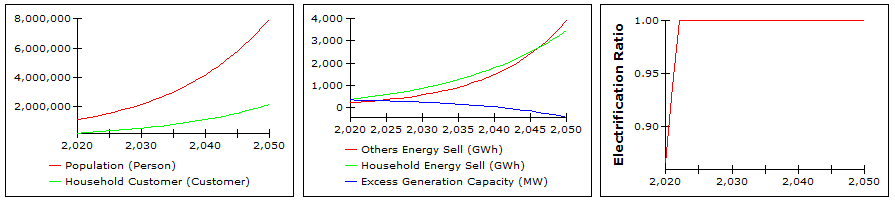 8,000,000
6,000,000
4,000,000
2,000,000
2,020 2,030 2,040 2,050
Population (Person)
Household Customer (Customer)
4,000
3,000
2,000
1,000
0
2,020 2,025 2,030 2,035 2,040 2,045 2,050
Others Energy Sell (GWh)
Household Energy Sell (GWh)
Excess Generation Capacity (MW)
Electrification Ratio
1.00
0.95
0.90
2,020 2,030 2,040 2,050